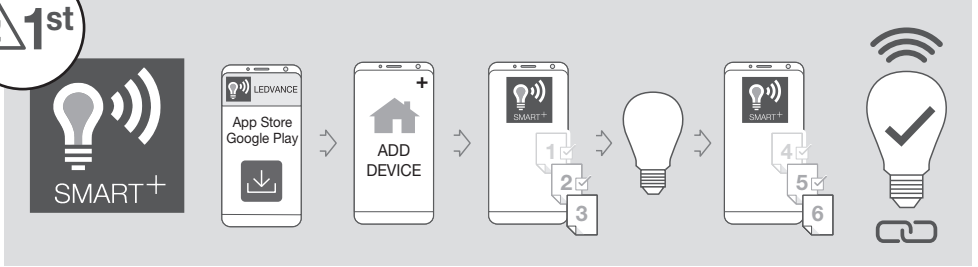 1st
SMART+
LEDVANCE
App Store
Google Play
ADD
DEVICE
SMART+
1
2
3
SMART+
4
5
6